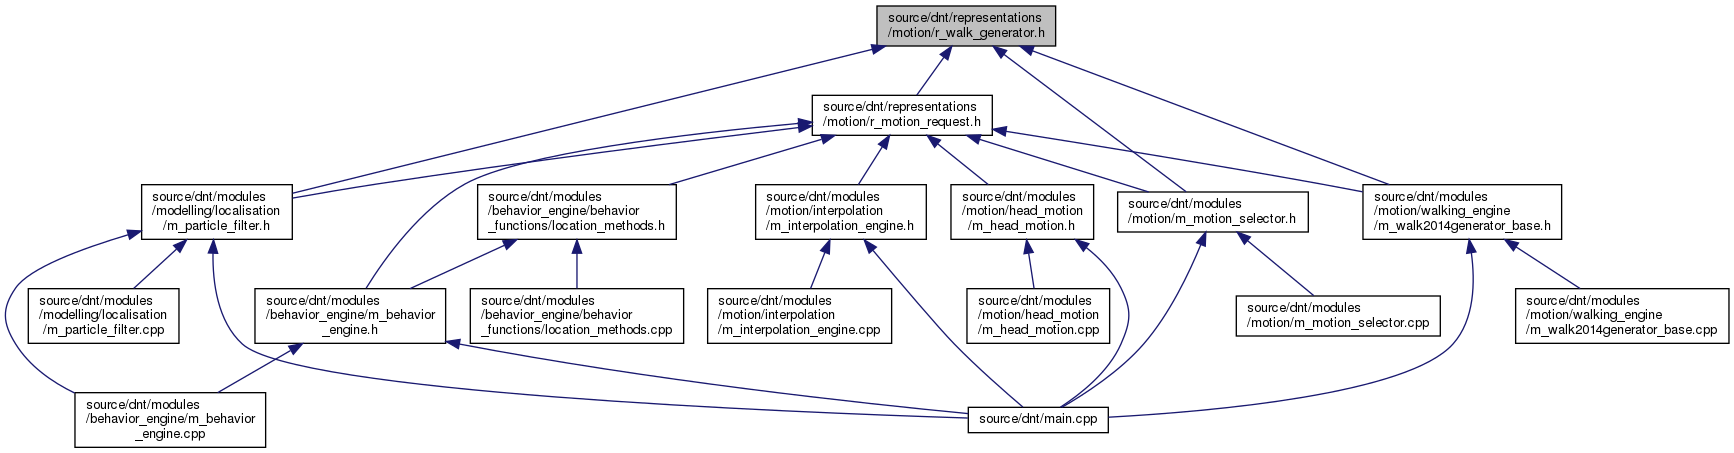 source/dnt/representations
/motion/r_walk_generator.h
source/dnt/representations
/motion/r_motion_request.h
source/dnt/modules
/modelling/localisation
/m_particle_filter.h
source/dnt/modules
/behavior_engine/behavior
_functions/location_methods.h
source/dnt/modules
/motion/interpolation
/m_interpolation_engine.h
source/dnt/modules
/motion/head_motion
/m_head_motion.h
source/dnt/modules
/motion/m_motion_selector.h
source/dnt/modules
/motion/walking_engine
/m_walk2014generator_base.h
source/dnt/modules
/modelling/localisation
/m_particle_filter.cpp
source/dnt/modules
/behavior_engine/m_behavior
_engine.h
source/dnt/modules
/behavior_engine/behavior
_functions/location_methods.cpp
source/dnt/modules
/motion/interpolation
/m_interpolation_engine.cpp
source/dnt/modules
/motion/head_motion
/m_head_motion.cpp
source/dnt/modules
/motion/m_motion_selector.cpp
source/dnt/modules
/motion/walking_engine
/m_walk2014generator_base.cpp
source/dnt/modules
/behavior_engine/m_behavior
_engine.cpp
source/dnt/main.cpp